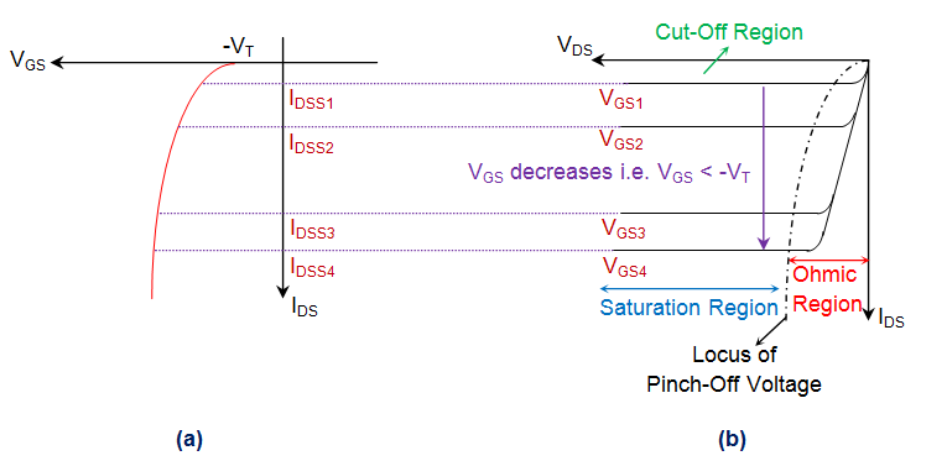 Cut-Off Region
V_GS
-V_T
V_DS
I_DSS1
V_GS1
I_DSS2
V_GS2
V_GS decreases i.e. V_GS < -V_T
I_DSS3
V_GS3
I_DSS4
V_GS4
Ohmic
Region
I_DS
Saturation Region
I_DS
Locus of
Pinch-Off Voltage
(a)
(b)